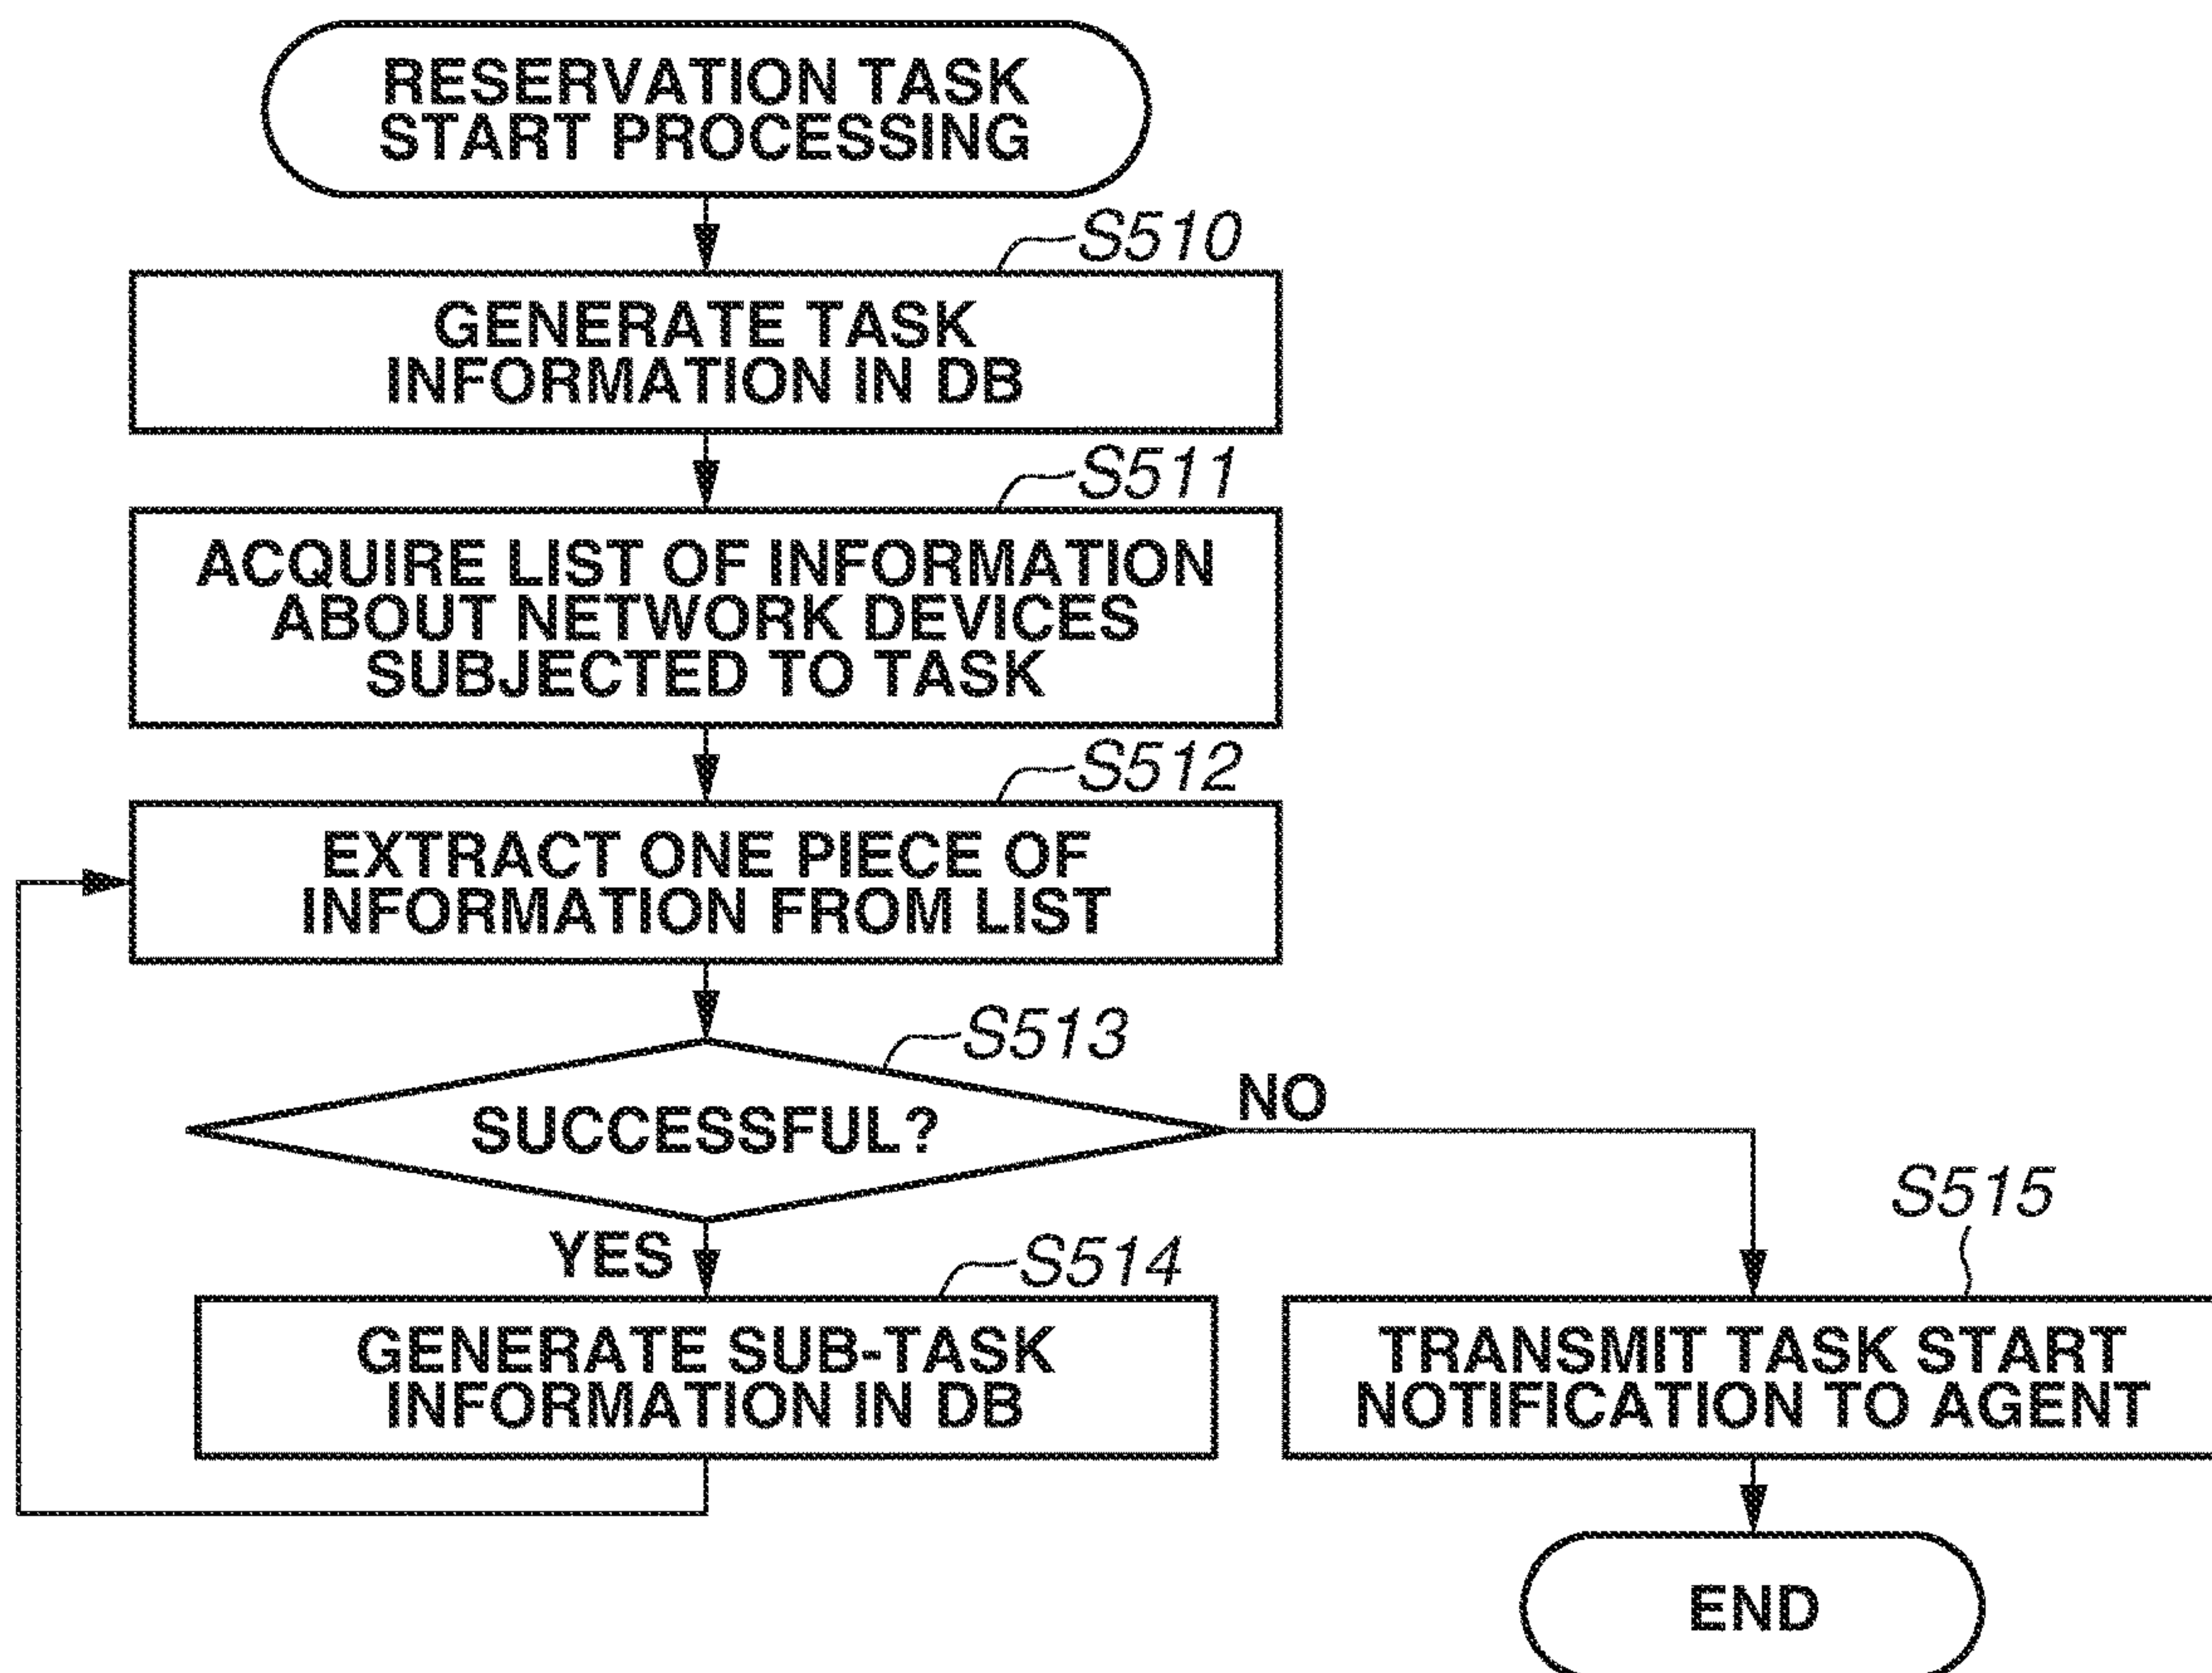 RESERVATION TASK
START PROCESSING
S510
GENERATE TASK
INFORMATION IN DB
S511
ACQUIRE LIST OF INFORMATION
ABOUT NETWORK DEVICES
SUBJECTED TO TASK
S512
EXTRACT ONE PIECE OF
INFORMATION FROM LIST
S513
SUCCESSFUL?
NO
YES
S514
GENERATE SUB-TASK
INFORMATION IN DB
S515
TRANSMIT TASK START
NOTIFICATION TO AGENT
END